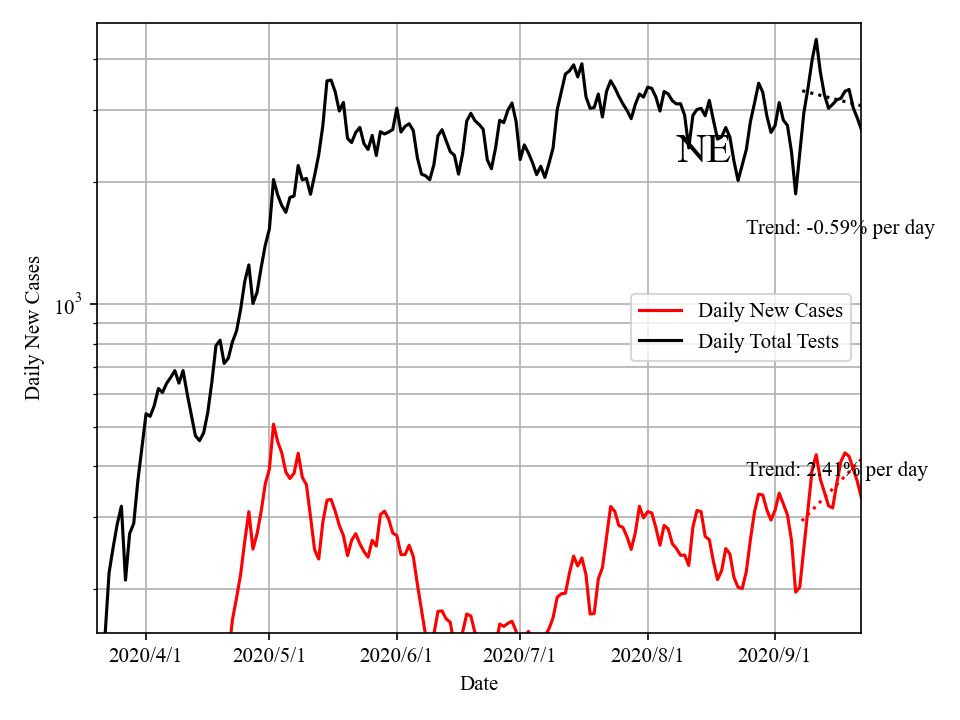 NE
Trend: -0.59% per day
Daily New Cases
Daily Total Tests
Trend: 2.41% per day
Daily New Cases
10^3
2020/4/1 2020/5/1 2020/6/1 2020/7/1 2020/8/1 2020/9/1
Date